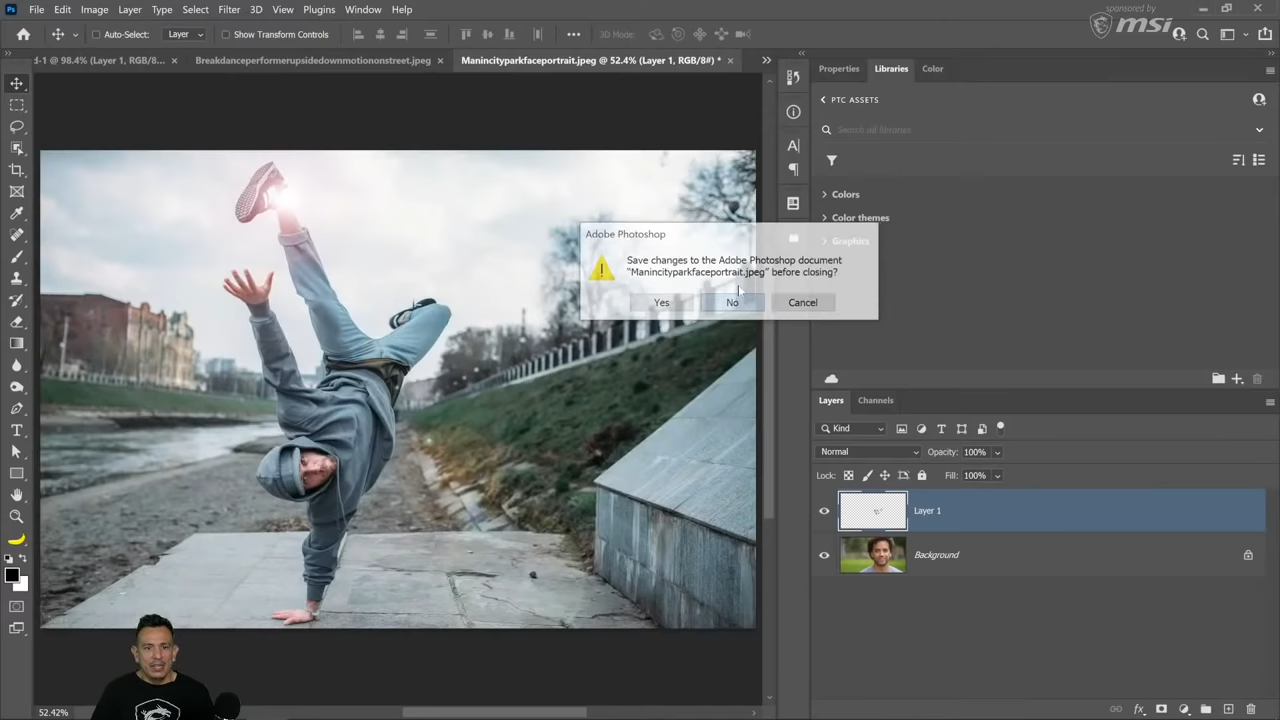 Ps File Edit Image Layer Type Select Filter 3D View Plugins Window Help
sponsored by
msi
Auto-Select: Layer Show Transform Controls 3D Mode:
d-1 @ 98.4% (Layer 1, RGB/8... Breakdanceperformerupsidedownmotiononstreet.jpeg Manincityparkfaceportrait.jpeg @ 52.4% (Layer 1, RGB/8#) *
Properties Libraries Color
PTC ASSETS
Search all libraries
Colors
Color themes
Graphics
Adobe Photoshop
Save changes to the Adobe Photoshop document
“Manincityparkfaceportrait.jpeg” before closing?
Yes No Cancel
Layers Channels
Kind
Normal Opacity: 100%
Lock: Fill: 100%
Layer 1
Background
52.42%